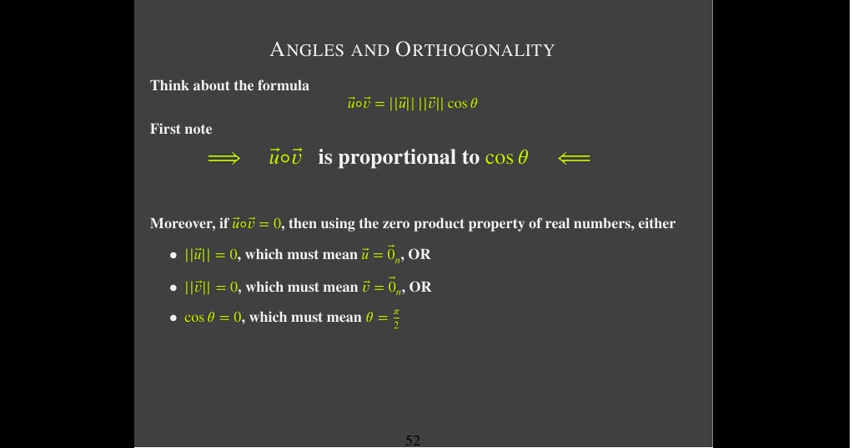 ANGLES AND ORTHOGONALITY
Think about the formula
u⃗∘v⃗ = ||u⃗|| ||v⃗|| cos θ
First note
⟹ u⃗∘v⃗ is proportional to cos θ ⟸
Moreover, if u⃗∘v⃗ = 0, then using the zero product property of real numbers, either
• ||u⃗|| = 0, which must mean u⃗ = 0⃗ₙ, OR
• ||v⃗|| = 0, which must mean v⃗ = 0⃗ₙ, OR
• cos θ = 0, which must mean θ = π/2
52